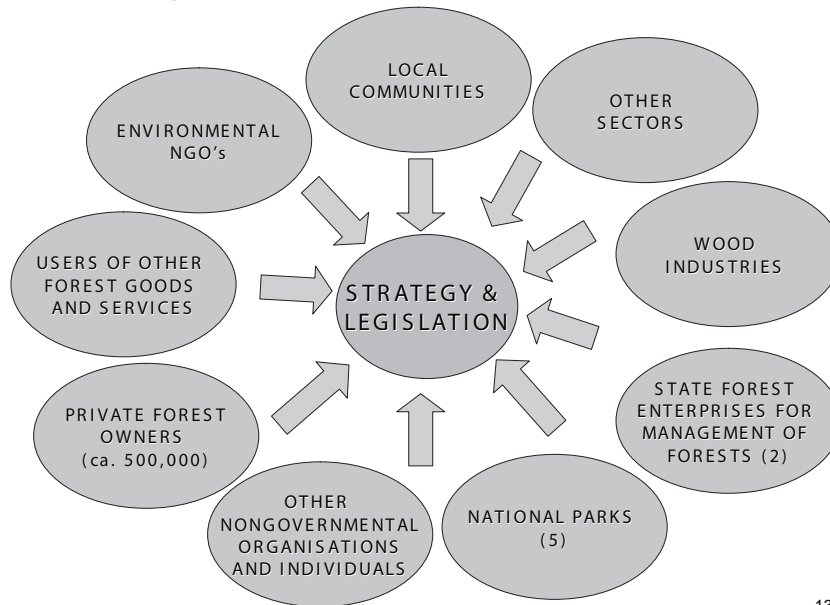 LOCAL
COMMUNITIES
OTHER
SECTORS
ENVIRONMENTAL
NGO's
WOOD
INDUSTRIES
USERS OF OTHER
FOREST GOODS
AND SERVICES
STRATEGY &
LEGISLATION
STATE FOREST
ENTERPRISES FOR
MANAGEMENT OF
FORESTS (2)
PRIVATE FOREST
OWNERS
(ca. 500,000)
OTHER
NONGOVERNMENTAL
ORGANISATIONS
AND INDIVIDUALS
NATIONAL PARKS
(5)